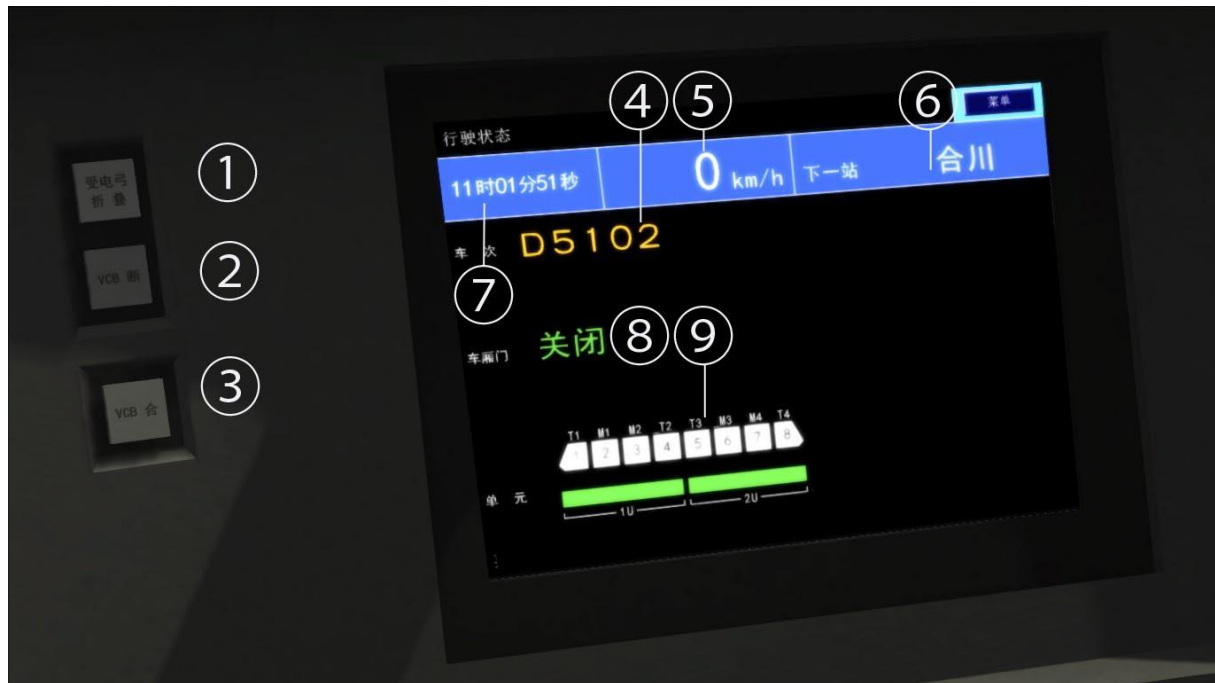 受电弓
折 叠
①
VCB 断
②
VCB 合
③
④
⑤
⑥
菜单
行驶状态
11时01分51秒
0 km/h
下一站
合川
车 次
D5102
⑦
车厢门
关闭
⑧
⑨
T1 M1 M2 T2 T3 M3 M4 T4
1 2 3 4 5 6 7 8
单 元
1U
2U